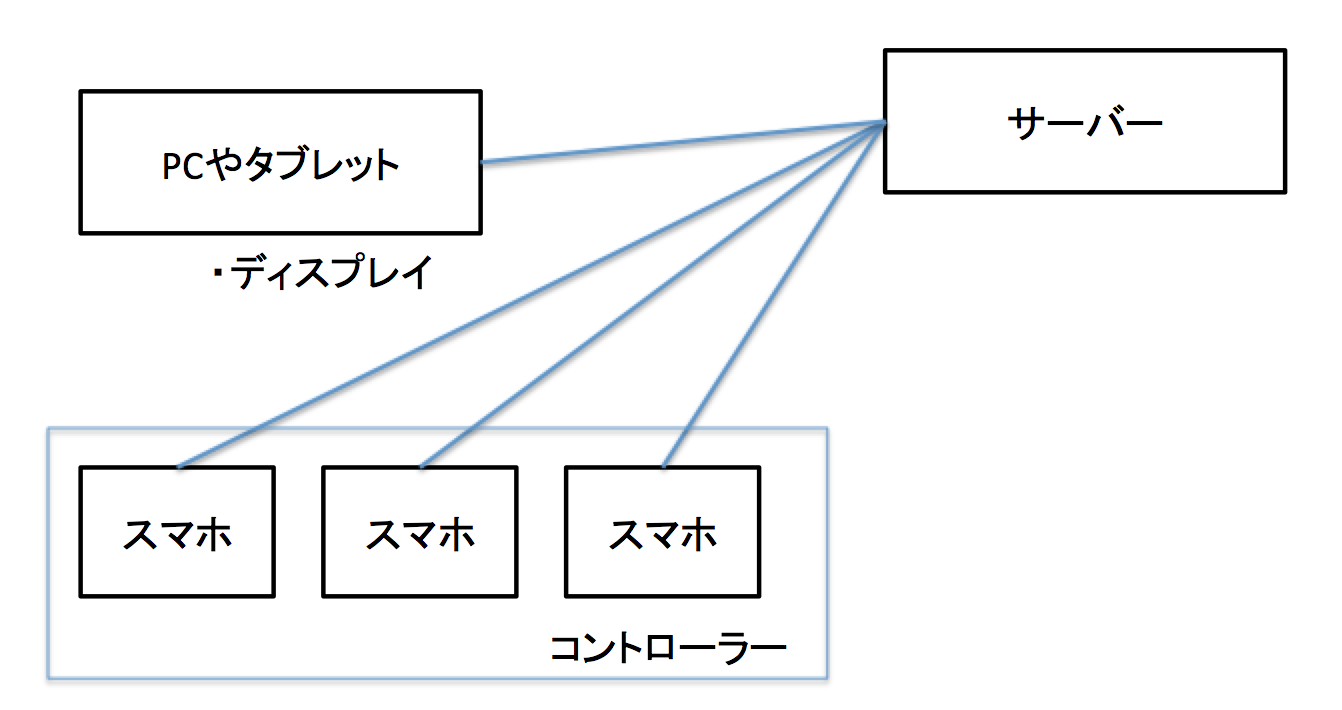 サーバー
PCやタブレット
・ディスプレイ
スマホ
スマホ
スマホ
コントローラー